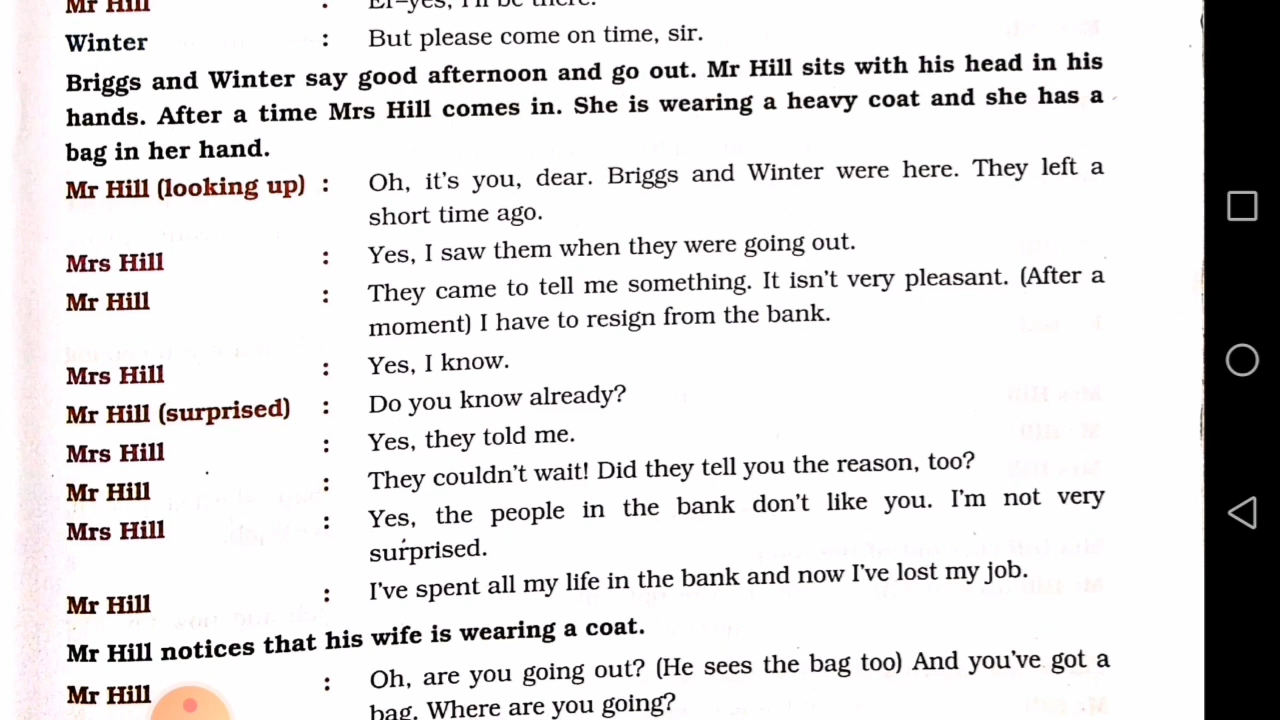 Mr Hill : Er–yes, I'll be there.
Winter : But please come on time, sir.
Briggs and Winter say good afternoon and go out. Mr Hill sits with his head in his
hands. After a time Mrs Hill comes in. She is wearing a heavy coat and she has a
bag in her hand.
Mr Hill (looking up) : Oh, it's you, dear. Briggs and Winter were here. They left a
short time ago.
Mrs Hill : Yes, I saw them when they were going out.
Mr Hill : They came to tell me something. It isn't very pleasant. (After a
moment) I have to resign from the bank.
Mrs Hill : Yes, I know.
Mr Hill (surprised) : Do you know already?
Mrs Hill : Yes, they told me.
Mr Hill : They couldn't wait! Did they tell you the reason, too?
Mrs Hill : Yes, the people in the bank don't like you. I'm not very
surprised.
Mr Hill : I've spent all my life in the bank and now I've lost my job.
Mr Hill notices that his wife is wearing a coat.
Mr Hill : Oh, are you going out? (He sees the bag too) And you've got a
bag. Where are you going?